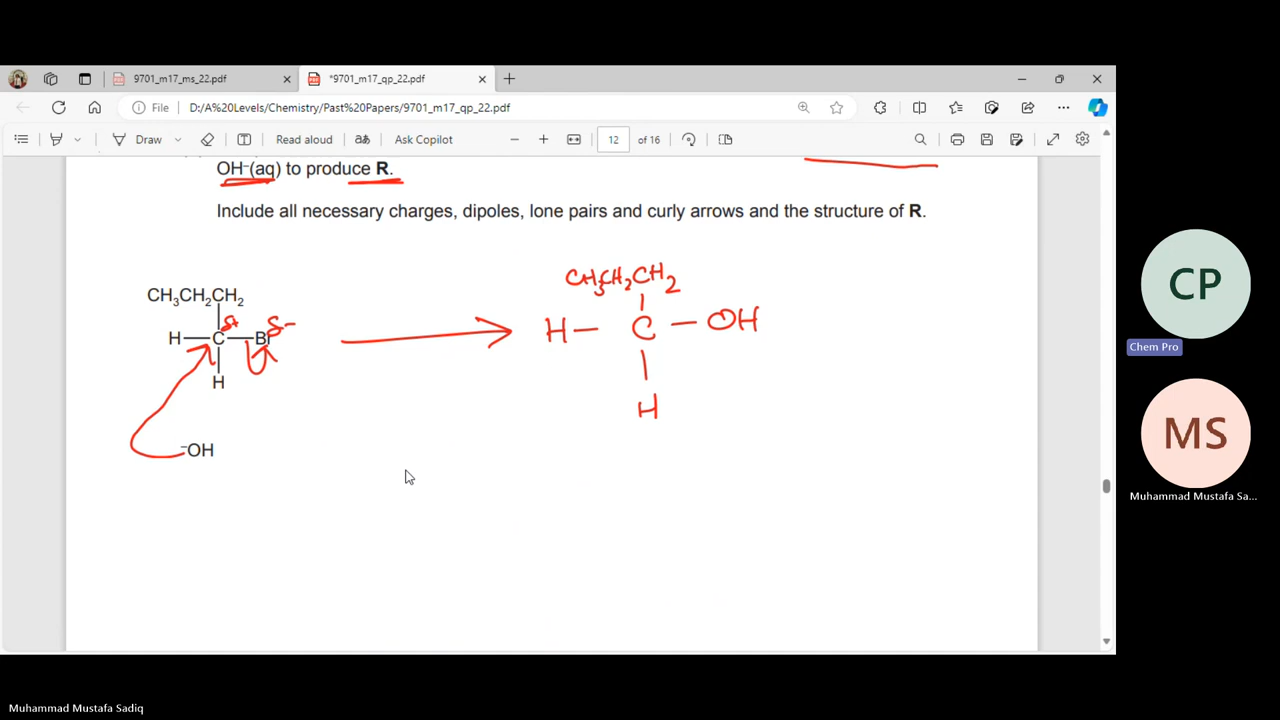 9701_m17_ms_22.pdf
*9701_m17_qp_22.pdf
File
D:/A%20Levels/Chemistry/Past%20Papers/9701_m17_qp_22.pdf
Draw
Read aloud
aあ
Ask Copilot
12
of 16
OH⁻(aq) to produce R.
Include all necessary charges, dipoles, lone pairs and curly arrows and the structure of R.
CH₃CH₂CH₂
δ+
δ−
H—C—Br
H
⁻OH
CH₃CH₂CH₂
H — C — OH
H
CP
Chem Pro
MS
Muhammad Mustafa Sa...
Muhammad Mustafa Sadiq